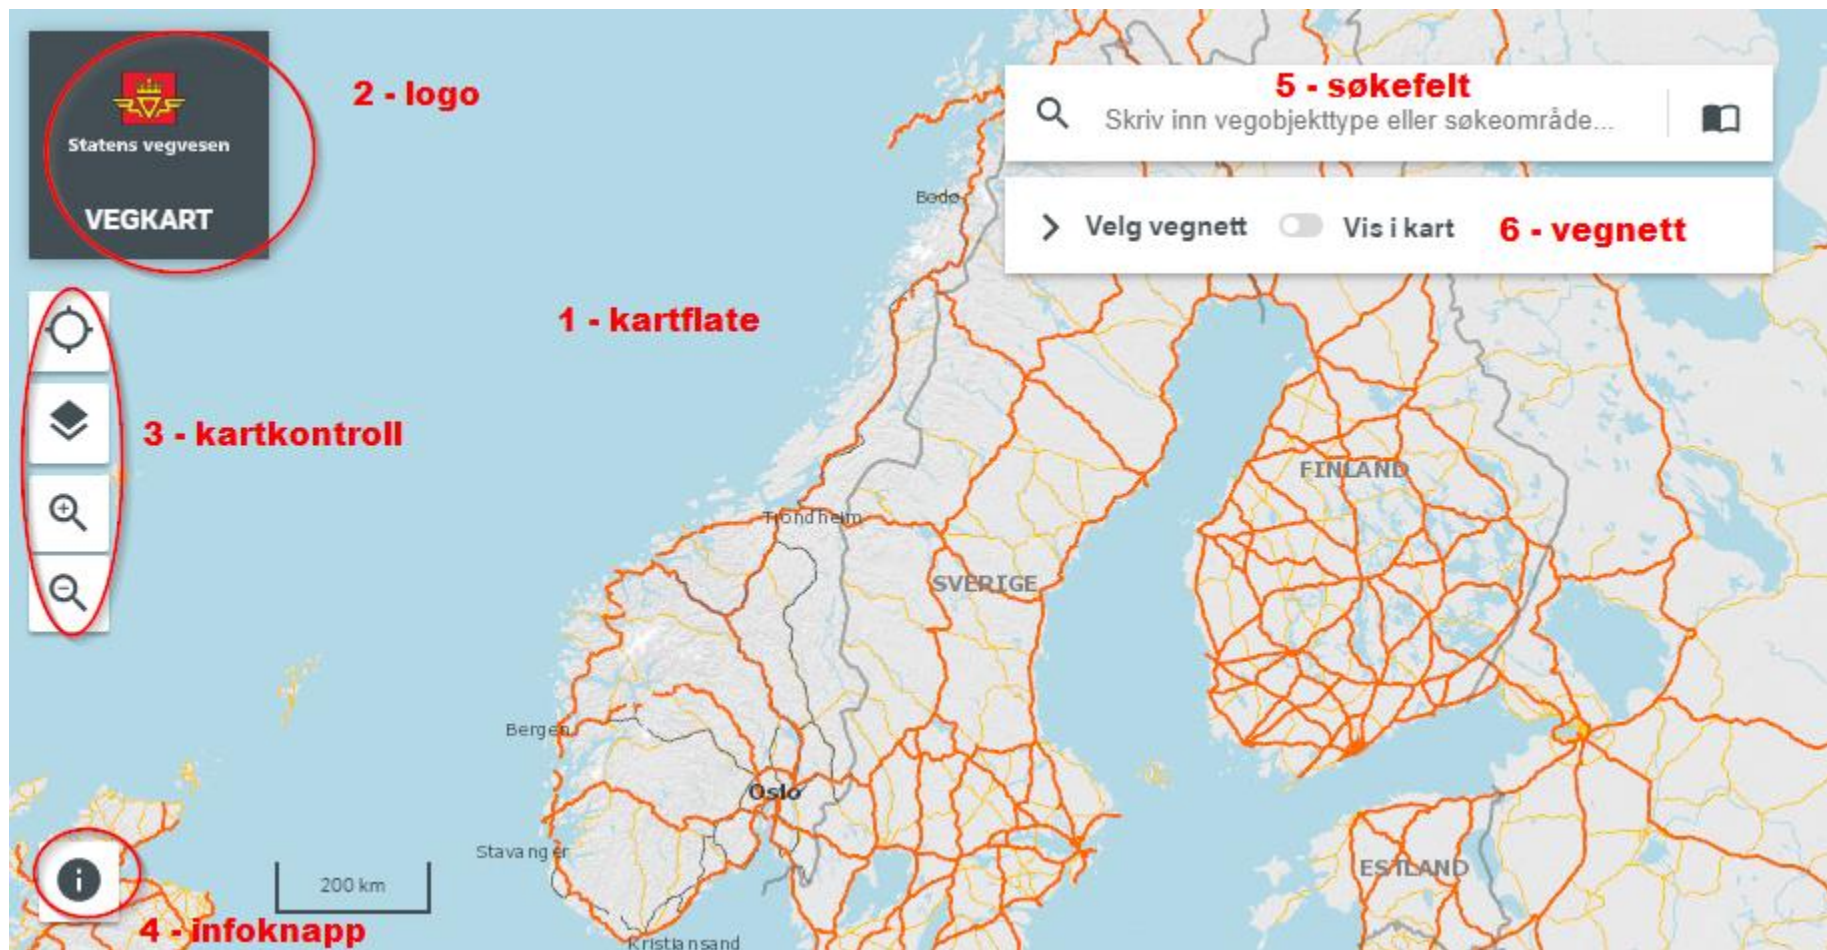 2 - logo
5 - søkefelt
Skriv inn vegobjekttype eller søkeområde...
Statens vegvesen
VEGKART
Bodø
Velg vegnett
Vis i kart
6 - vegnett
1 - kartflate
3 - kartkontroll
FINLAND
Trondheim
SVERIGE
Bergen
Oslo
Stavanger
ESTLAND
200 km
4 - infoknapp
Kristiansand